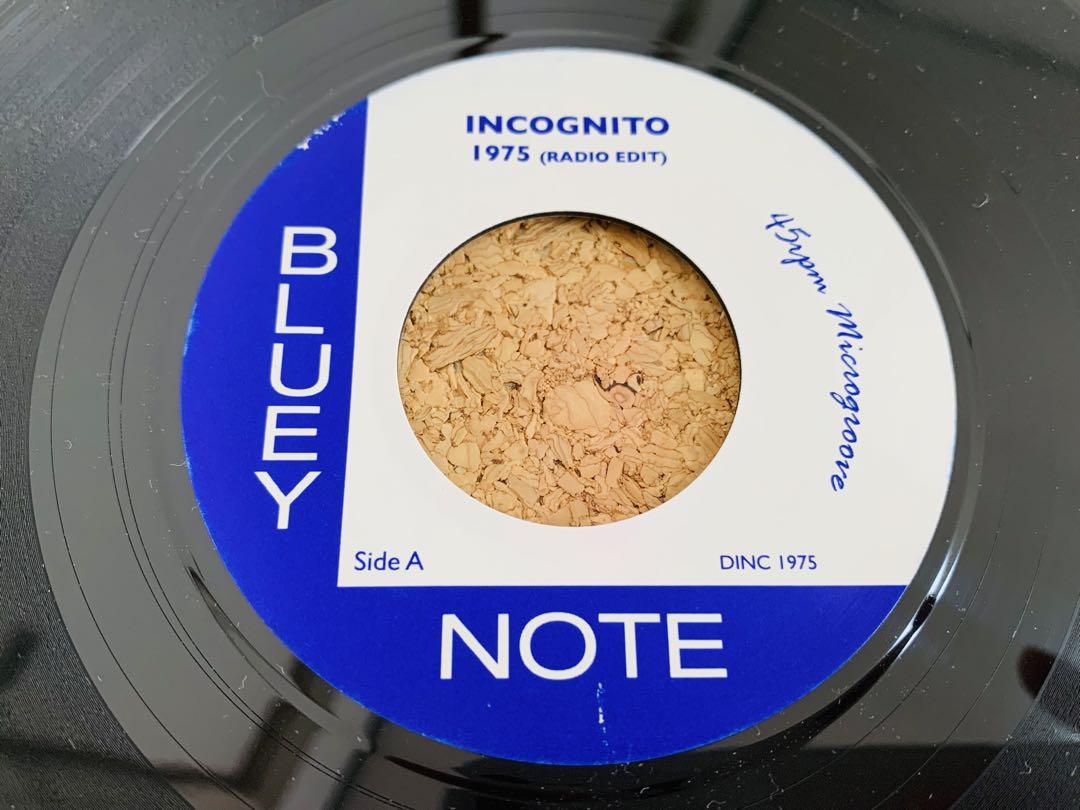 INCOGNITO
1975 (RADIO EDIT)
45rpm Microgroove
BLUEY
Side A
DINC 1975
NOTE